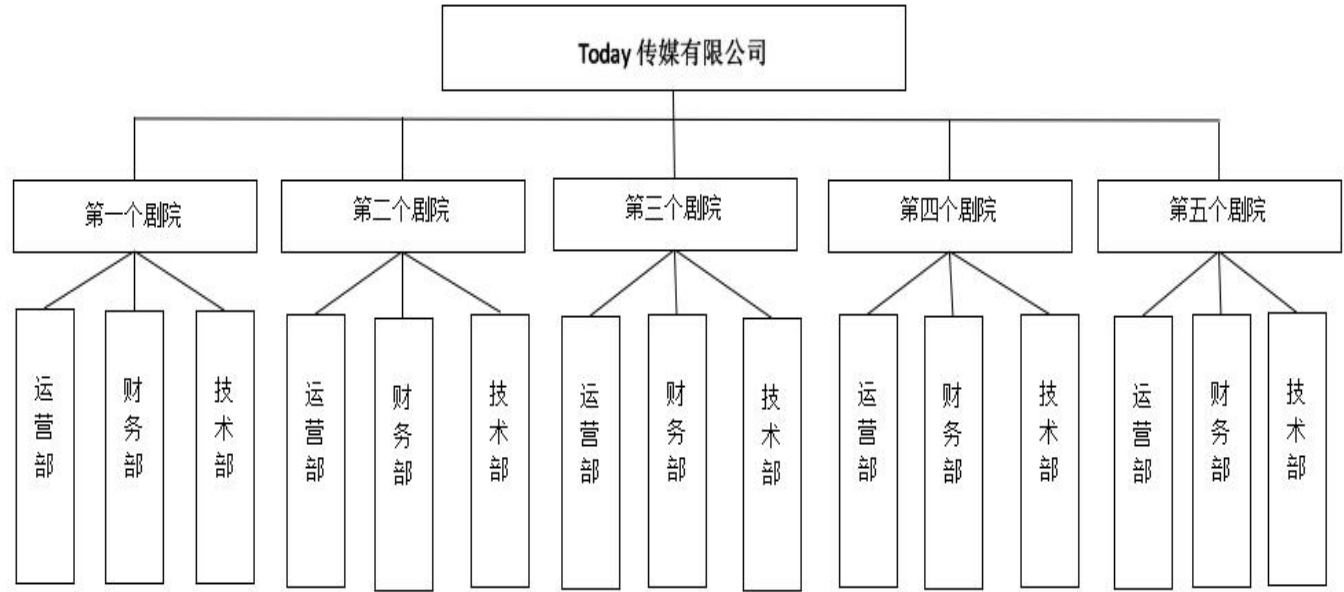 Today 传媒有限公司
第一个剧院
第二个剧院
第三个剧院
第四个剧院
第五个剧院
运营部
财务部
技术部
运营部
财务部
技术部
运营部
财务部
技术部
运营部
财务部
技术部
运营部
财务部
技术部